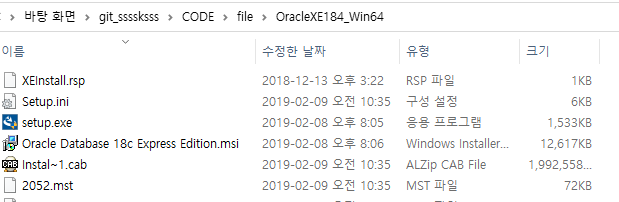 바탕 화면 > git_ssssksss > CODE > file > OracleXE184_Win64
이름 수정한 날짜 유형 크기
XEInstall.rsp 2018-12-13 오후 3:22 RSP 파일 1KB
Setup.ini 2019-02-09 오전 10:35 구성 설정 6KB
setup.exe 2019-02-08 오후 8:05 응용 프로그램 1,533KB
Oracle Database 18c Express Edition.msi 2019-02-08 오후 8:06 Windows Installer... 12,617KB
Instal~1.cab 2019-02-09 오전 10:35 ALZip CAB File 1,992,558...
2052.mst 2019-02-09 오전 10:35 MST 파일 72KB